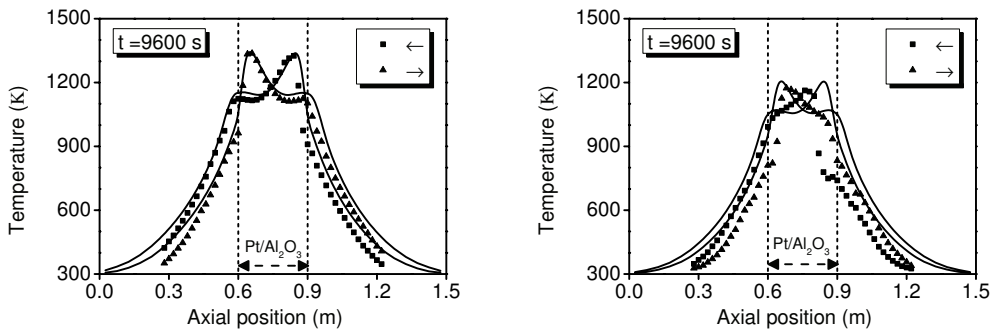 1500
1200
900
600
300
Temperature (K)
t =9600 s
←
→
Pt/Al₂O₃
0.0 0.3 0.6 0.9 1.2 1.5
Axial position (m)
1500
1200
900
600
300
Temperature (K)
t =9600 s
←
→
Pt/Al₂O₃
0.0 0.3 0.6 0.9 1.2 1.5
Axial position (m)